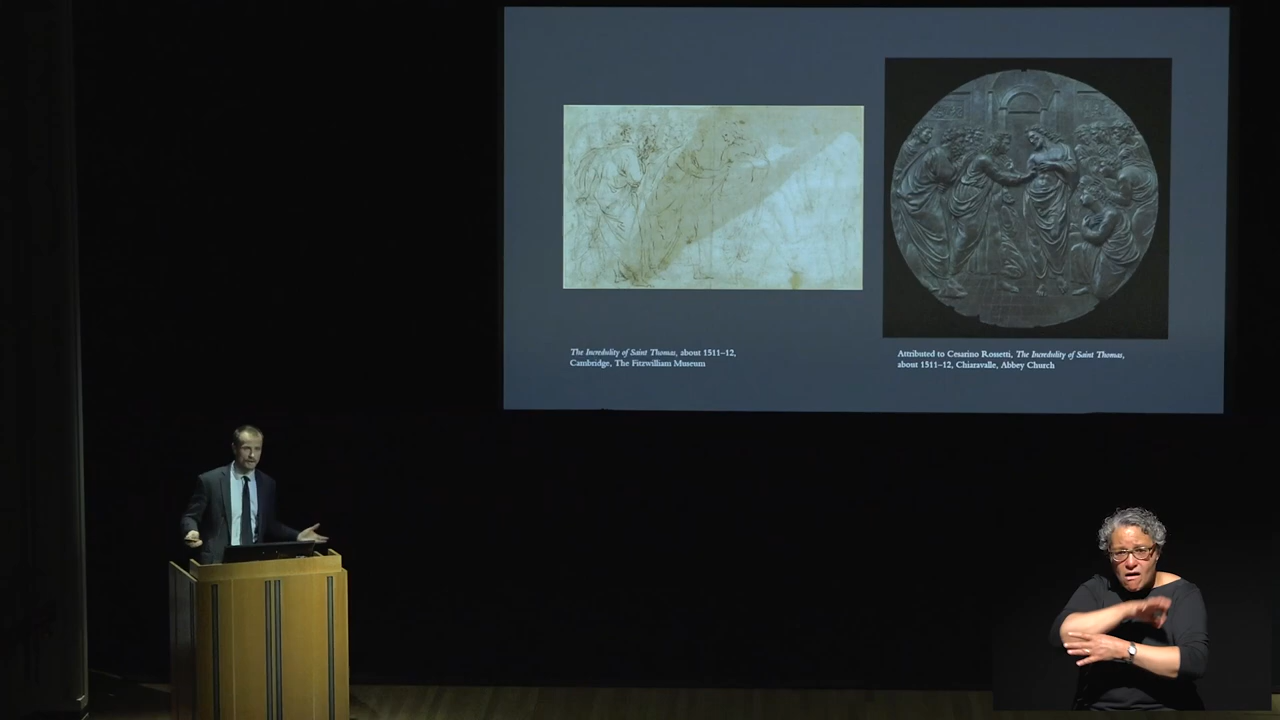 The Incredulity of Saint Thomas, about 1511–12,
Cambridge, The Fitzwilliam Museum
Attributed to Cesarino Rossetti, The Incredulity of Saint Thomas,
about 1511–12, Chiaravalle, Abbey Church